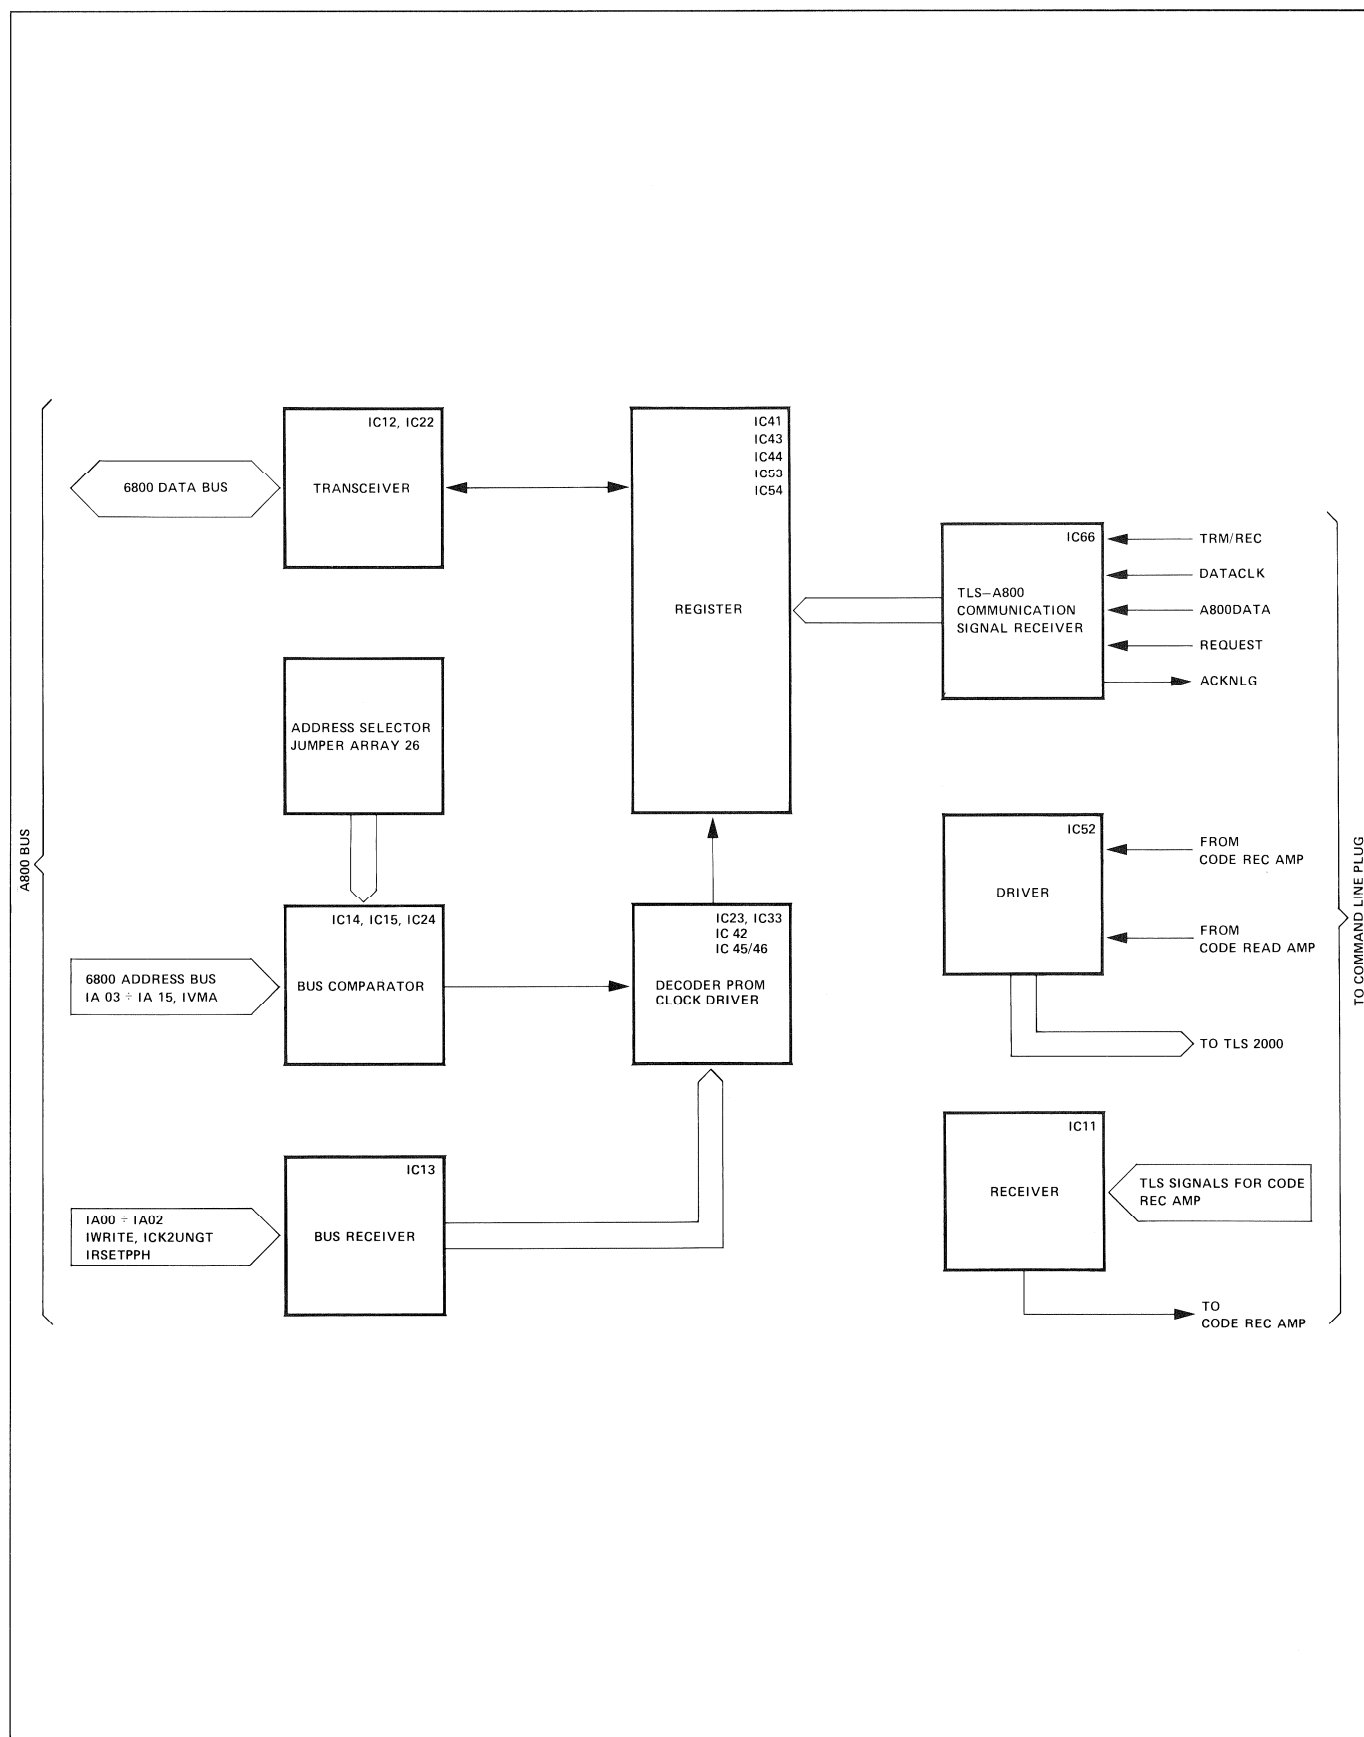 IC12, IC22
6800 DATA BUS
TRANSCEIVER
IC41
IC43
IC44
IC53
IC54
REGISTER
IC66
TLS–A800
COMMUNICATION
SIGNAL RECEIVER
TRM/REC
DATACLK
A800DATA
REQUEST
ACKNLG
ADDRESS SELECTOR
JUMPER ARRAY 26
A800 BUS
IC14, IC15, IC24
6800 ADDRESS BUS
IA 03 ÷ IA 15, IVMA
BUS COMPARATOR
IC23, IC33
IC 42
IC 45/46
DECODER PROM
CLOCK DRIVER
IC52
DRIVER
FROM
CODE REC AMP
FROM
CODE READ AMP
TO TLS 2000
TO COMMAND LINE PLUG
IC13
IA00 ÷ IA02
IWRITE, ICK2UNGT
IRSETPPH
BUS RECEIVER
IC11
RECEIVER
TLS SIGNALS FOR CODE
REC AMP
TO
CODE REC AMP